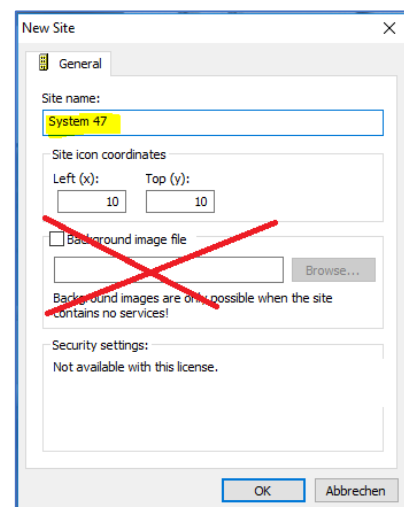 New Site
General
Site name:
System 47
Site icon coordinates
Left (x): Top (y):
10 10
Background image file
Browse...
Background images are only possible when the site
contains no services!
Security settings:
Not available with this license.
OK Abbrechen